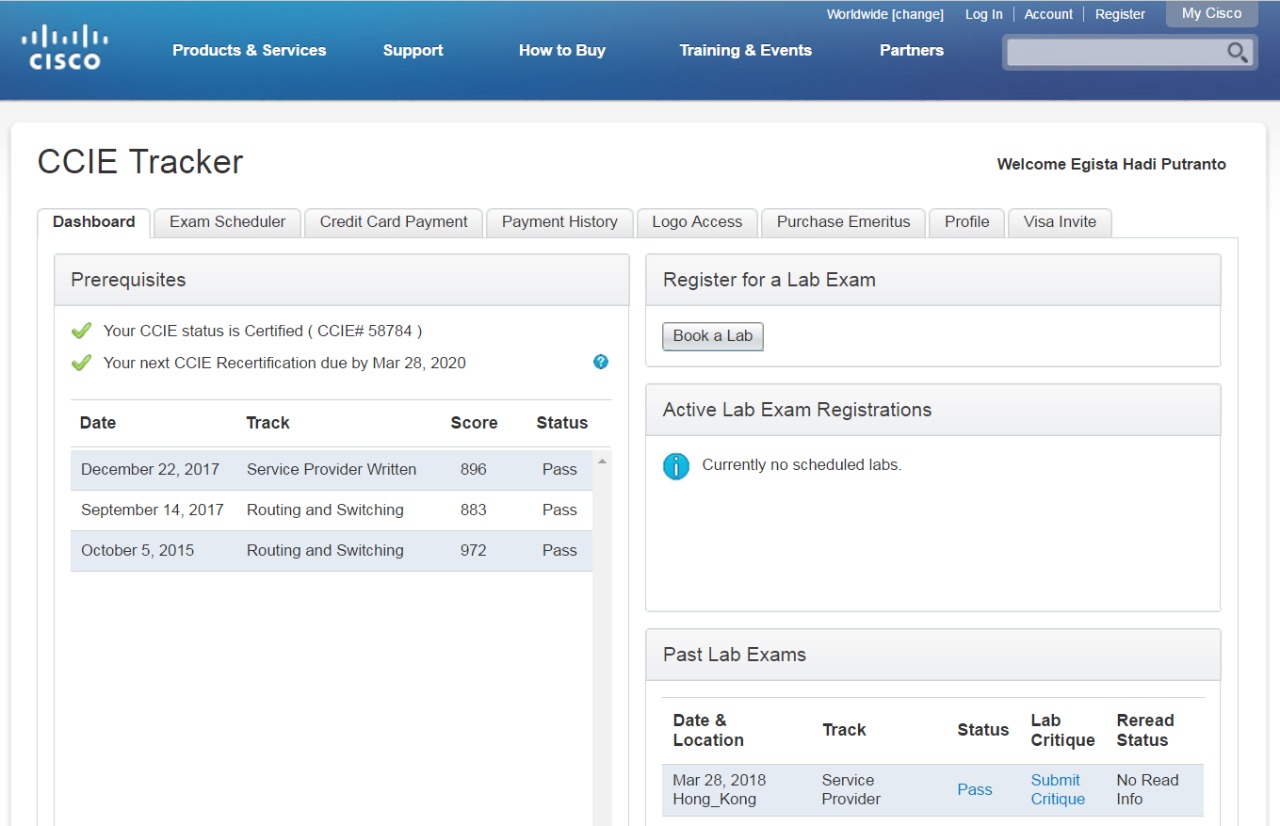 Worldwide [change] Log In Account Register My Cisco
CISCO
Products & Services Support How to Buy Training & Events Partners
CCIE Tracker
Welcome Egista Hadi Putranto
Dashboard Exam Scheduler Credit Card Payment Payment History Logo Access Purchase Emeritus Profile Visa Invite
Prerequisites
Your CCIE status is Certified ( CCIE# 58784 )
Your next CCIE Recertification due by Mar 28, 2020 ?
Date Track Score Status
December 22, 2017 Service Provider Written 896 Pass
September 14, 2017 Routing and Switching 883 Pass
October 5, 2015 Routing and Switching 972 Pass
Register for a Lab Exam
Book a Lab
Active Lab Exam Registrations
i Currently no scheduled labs.
Past Lab Exams
Date & Location Track Status Lab Critique Reread Status
Mar 28, 2018 Hong_Kong Service Provider Pass Submit Critique No Read Info